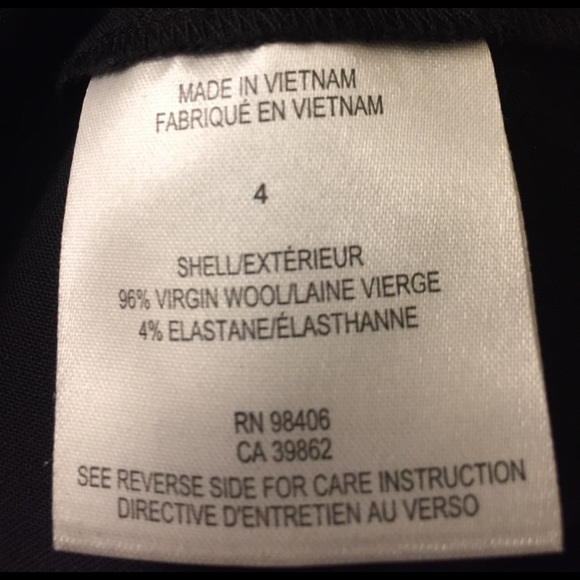 MADE IN VIETNAM
FABRIQUÉ EN VIETNAM
4
SHELL/EXTÉRIEUR
96% VIRGIN WOOL/LAINE VIERGE
4% ELASTANE/ÉLASTHANNE
RN 98406
CA 39862
SEE REVERSE SIDE FOR CARE INSTRUCTION
DIRECTIVE D'ENTRETIEN AU VERSO